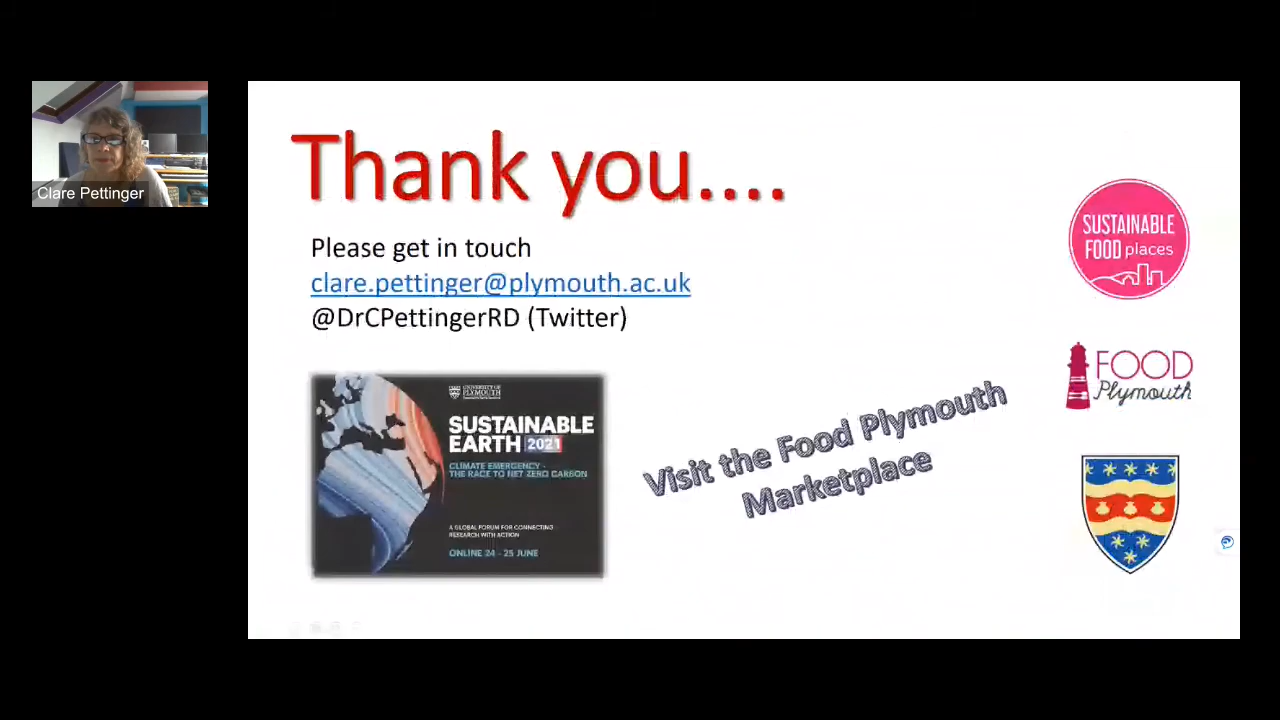 Clare Pettinger
Thank you....
Please get in touch
clare.pettinger@plymouth.ac.uk
@DrCPettingerRD (Twitter)
UNIVERSITY OF
PLYMOUTH
SUSTAINABLE
EARTH 2021
CLIMATE EMERGENCY -
THE RACE TO NET ZERO CARBON
A GLOBAL FORUM FOR CONNECTING
RESEARCH WITH ACTION
ONLINE 24 - 25 JUNE
Visit the Food Plymouth
Marketplace
SUSTAINABLE
FOOD places
FOOD
Plymouth